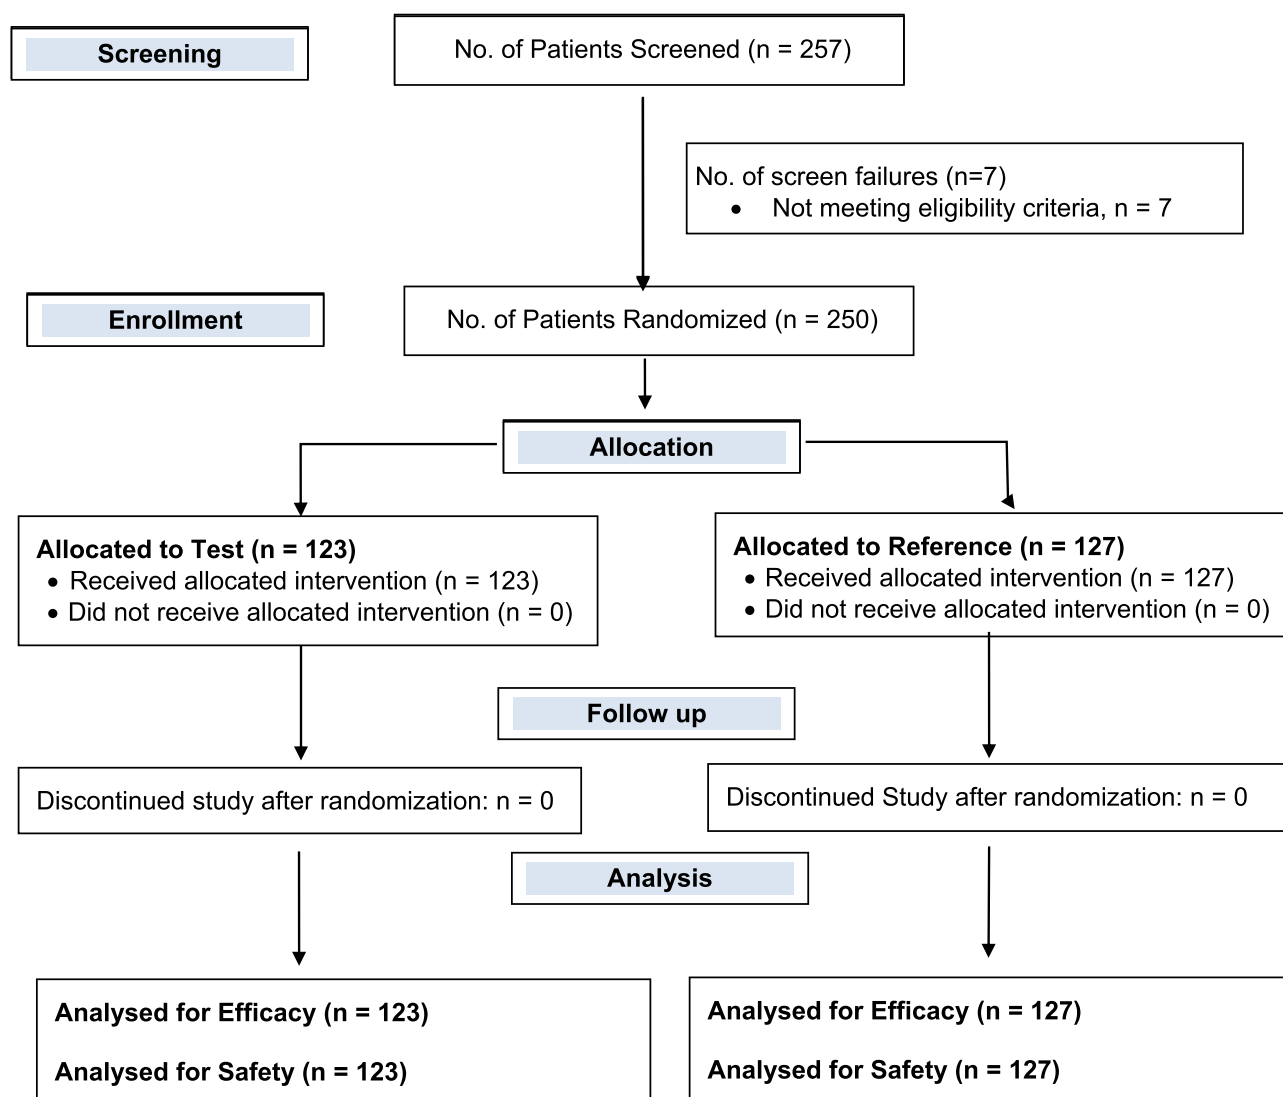 Screening
No. of Patients Screened (n = 257)
No. of screen failures (n=7)
• Not meeting eligibility criteria, n = 7
Enrollment
No. of Patients Randomized (n = 250)
Allocation
Allocated to Test (n = 123)
• Received allocated intervention (n = 123)
• Did not receive allocated intervention (n = 0)
Allocated to Reference (n = 127)
• Received allocated intervention (n = 127)
• Did not receive allocated intervention (n = 0)
Follow up
Discontinued study after randomization: n = 0
Discontinued Study after randomization: n = 0
Analysis
Analysed for Efficacy (n = 123)
Analysed for Safety (n = 123)
Analysed for Efficacy (n = 127)
Analysed for Safety (n = 127)